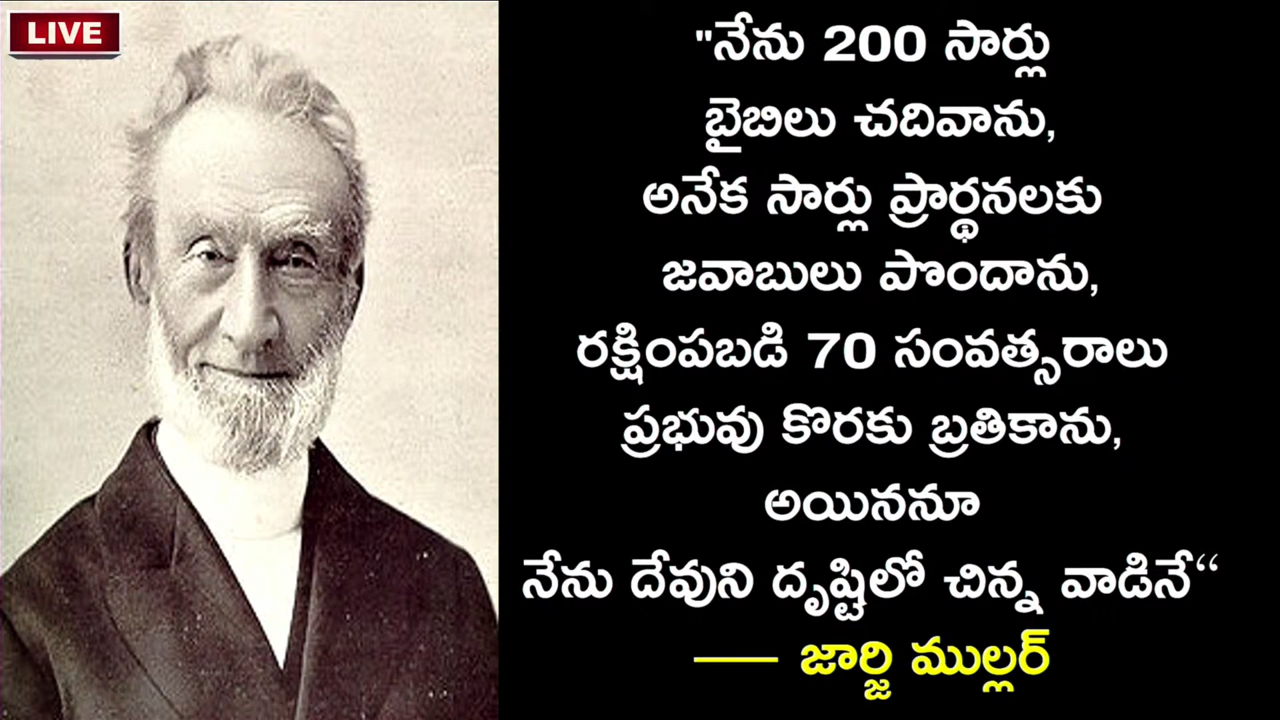 LIVE
"నేను 200 సార్లు
బైబిలు చదివాను,
అనేక సార్లు ప్రార్థనలకు
జవాబులు పొందాను,
రక్షింపబడి 70 సంవత్సరాలు
ప్రభువు కొరకు బ్రతికాను,
అయిననూ
నేను దేవుని దృష్టిలో చిన్న వాడినే“
— జార్జి ముల్లర్